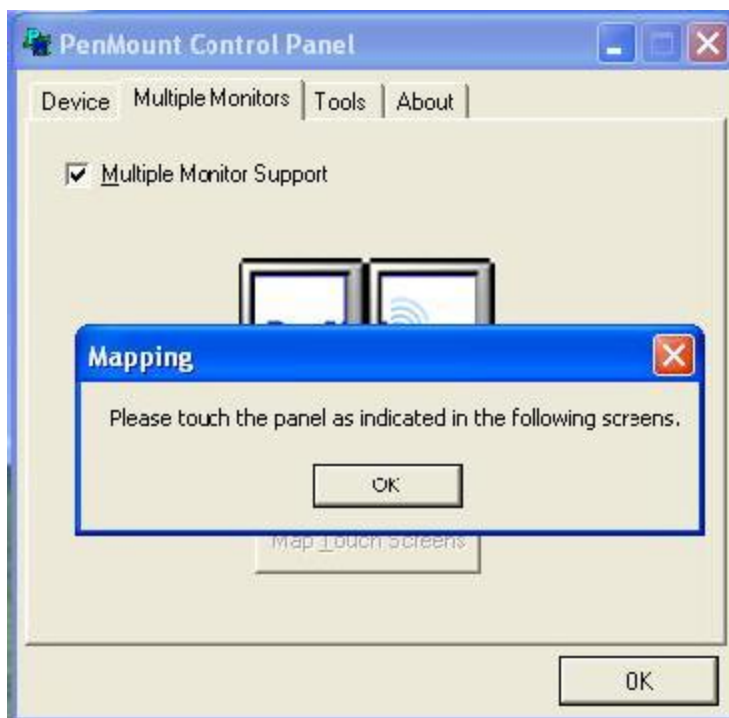 PenMount Control Panel
Device Multiple Monitors Tools About
Multiple Monitor Support
Mapping
Please touch the panel as indicated in the following screens.
OK
Map Touch Screens
OK